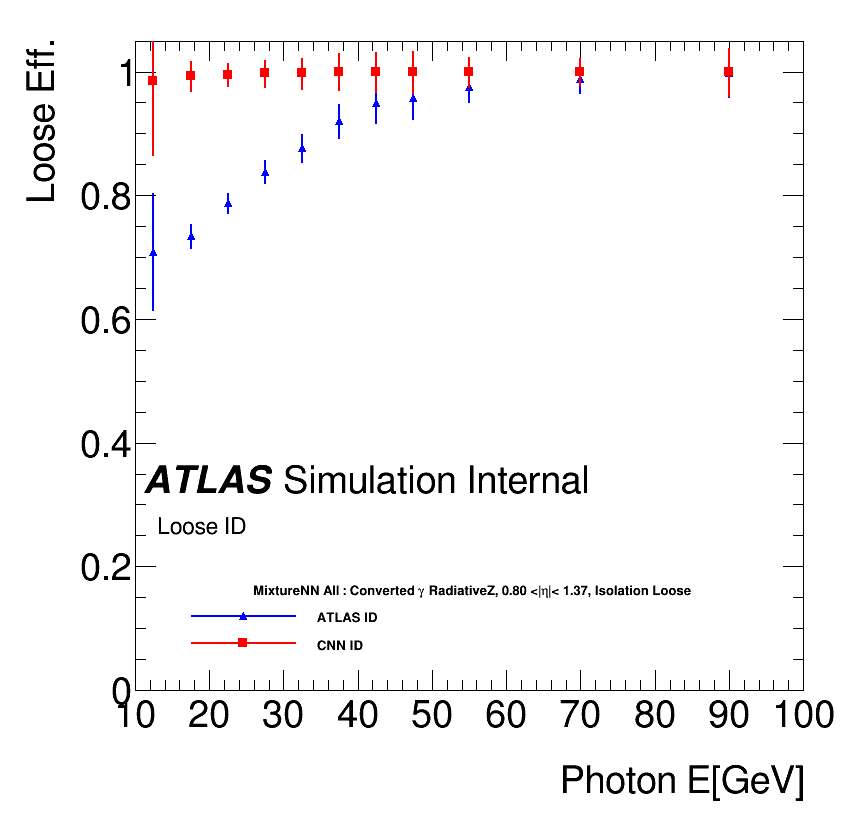 Loose Eff.
1
0.8
0.6
0.4
0.2
0
ATLAS Simulation Internal
Loose ID
MixtureNN All : Converted γ RadiativeZ, 0.80 <|η|< 1.37, Isolation Loose
ATLAS ID
CNN ID
10 20 30 40 50 60 70 80 90 100
Photon E[GeV]